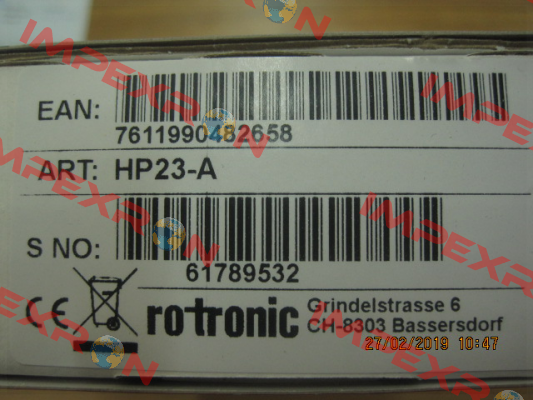 EAN:
7611990482658
ART: HP23-A
S NO:
61789532
CE rotronic Grindelstrasse 6
CH-8303 Bassersdorf
27/02/2019 10:47
IMPEXRON
IMPEXRON
IMPEXRON
IMPEXRON
IMPEXRON